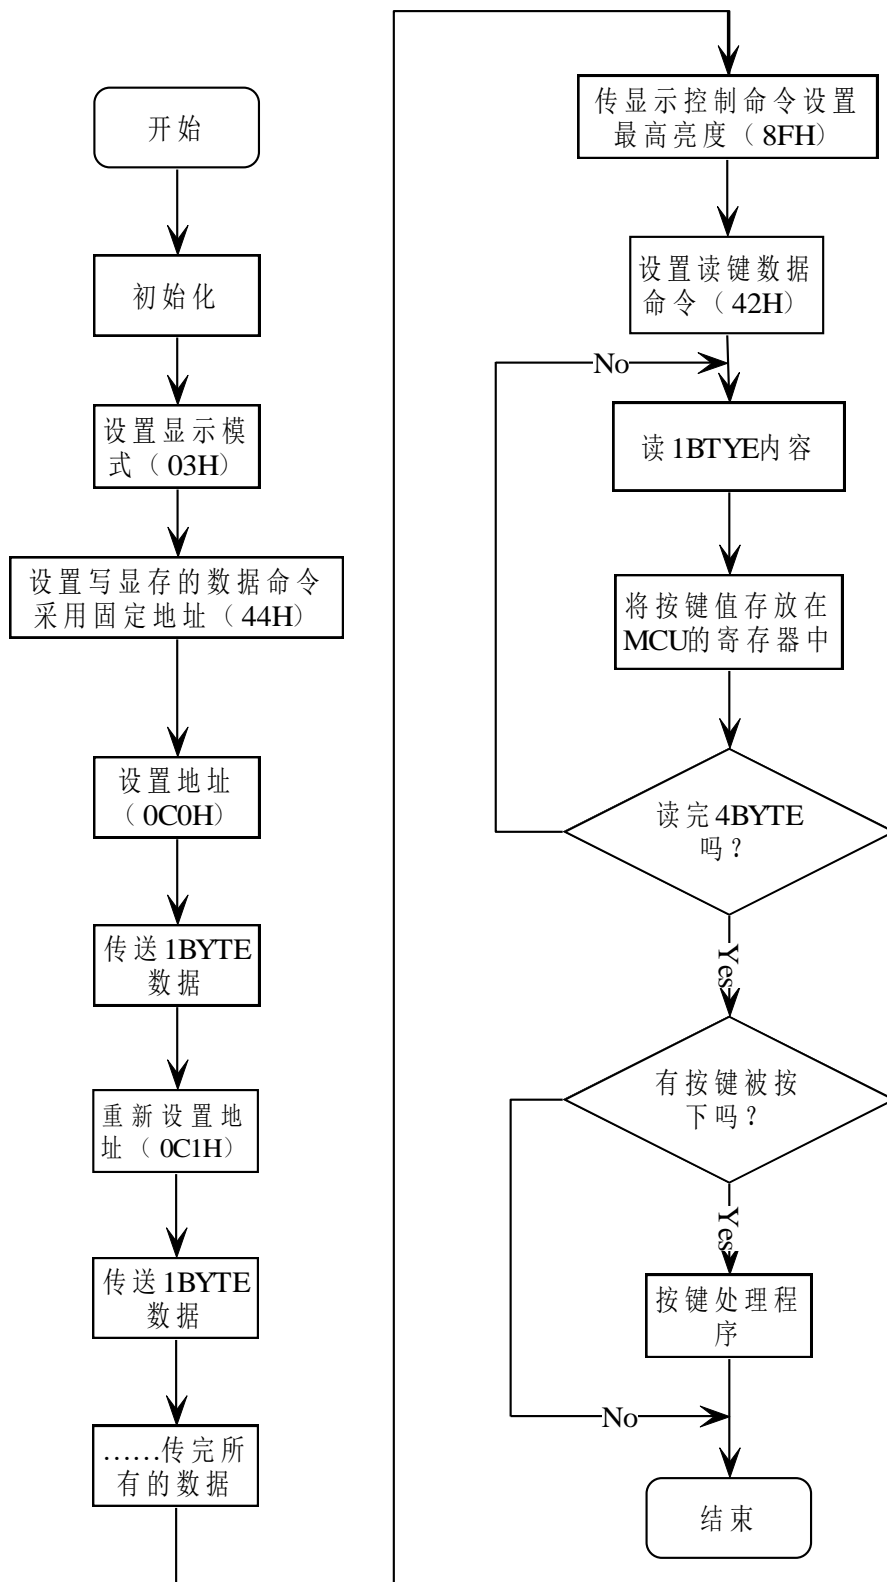 开始
初始化
设置显示模
式（03H）
设置写显存的数据命令
采用固定地址（44H）
设置地址
（0C0H）
传送1BYTE
数据
重新设置地
址（0C1H）
传送1BYTE
数据
……传完所
有的数据
传显示控制命令设置
最高亮度（8FH）
设置读键数据
命令（42H）
No
读1BTYE内容
将按键值存放在
MCU的寄存器中
读完4BYTE
吗？
Yes
有按键被按
下吗？
Yes
按键处理程
序
No
结束